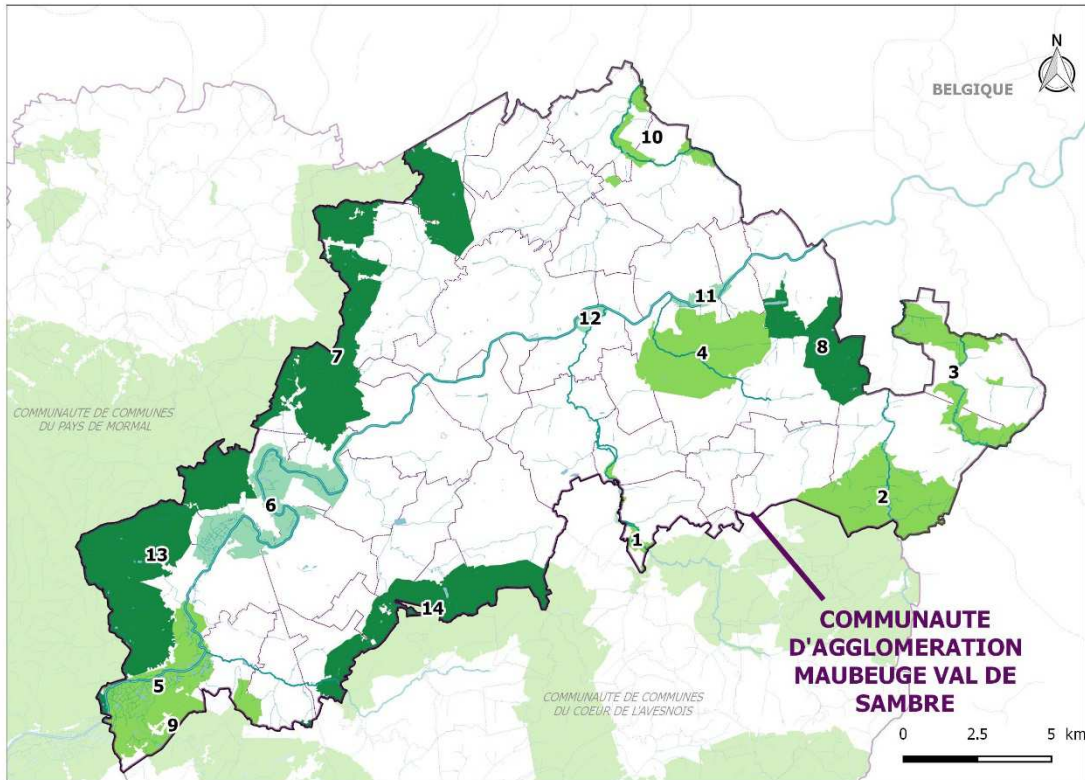 N
BELGIQUE
10
11
12
7
8
4
3
COMMUNAUTE DE COMMUNES
DU PAYS DE MORMAL
6
2
1
13
14
COMMUNAUTE
D'AGGLOMERATION
MAUBEUGE VAL DE
SAMBRE
5
9
COMMUNAUTE DE COMMUNES
DU COEUR DE L'AVESNOIS
0 2.5 5 km